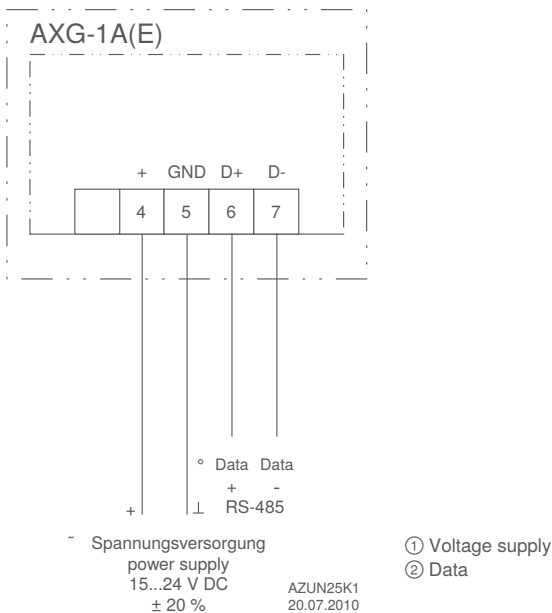 AXG-1A(E)
+ GND D+ D-
4 5 6 7
° Data Data
+ -
+ ⊥ RS-485
~ Spannungsversorgung
power supply
15...24 V DC
± 20 %
AZUN25K1
20.07.2010
① Voltage supply
② Data